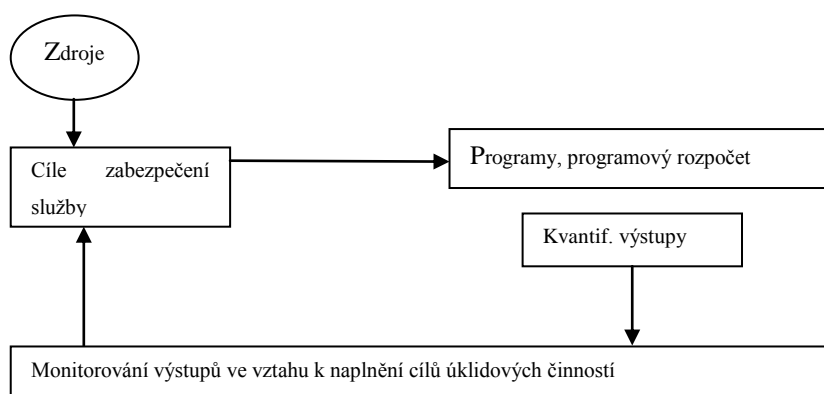 Zdroje
Cíle zabezpečení
služby
Programy, programový rozpočet
Kvantif. výstupy
Monitorování výstupů ve vztahu k naplnění cílů úklidových činností